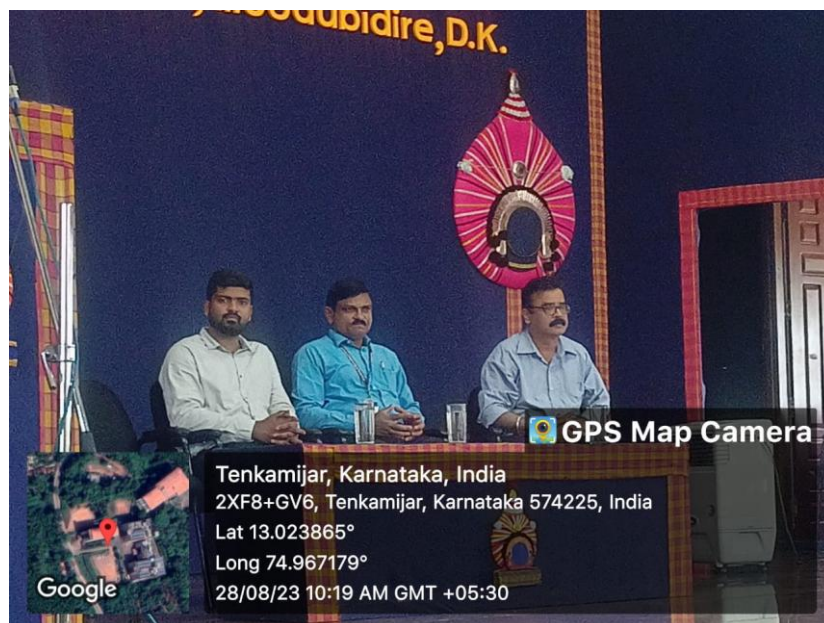 D.K.
GPS Map Camera
Tenkamijar, Karnataka, India
2XF8+GV6, Tenkamijar, Karnataka 574225, India
Lat 13.023865°
Long 74.967179°
28/08/23 10:19 AM GMT +05:30
Google